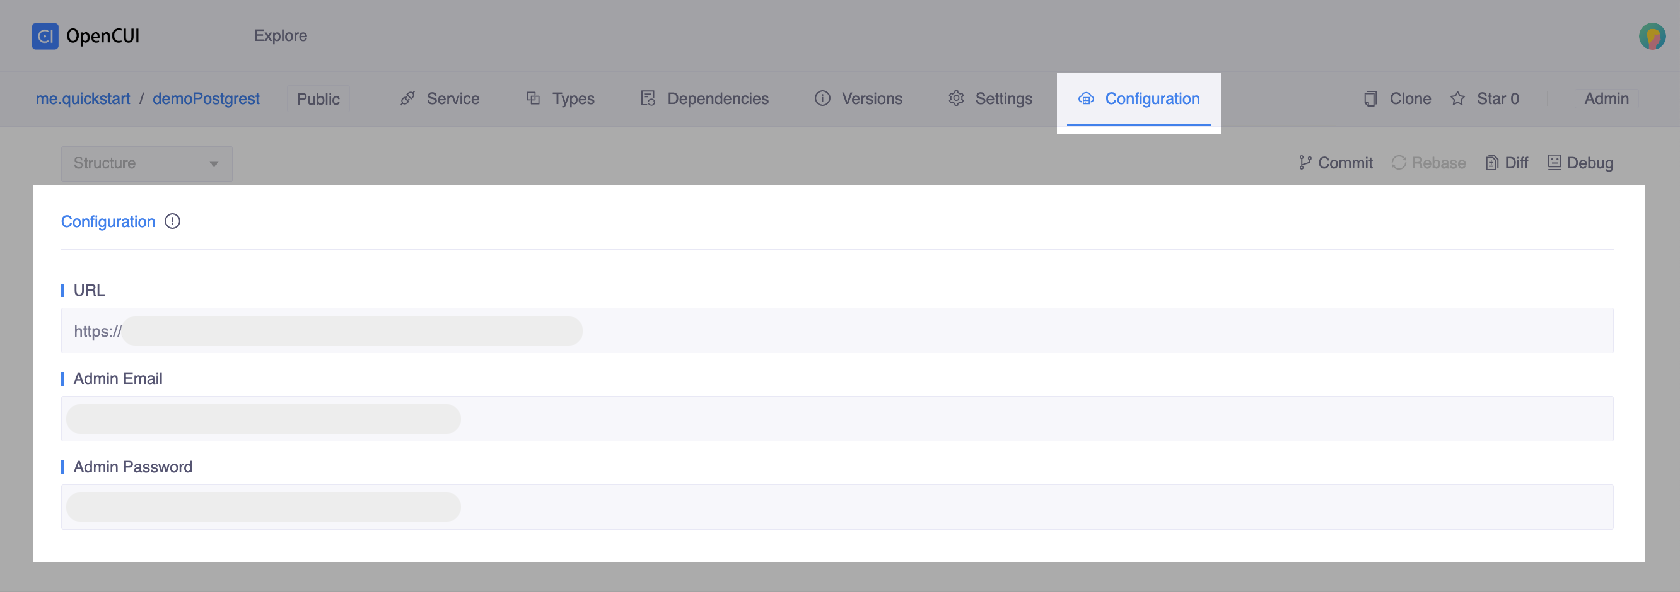 CI OpenCUI Explore
me.quickstart / demoPostgrest Public Service Types Dependencies Versions Settings Configuration Clone Star 0 Admin
Structure Commit Rebase Diff Debug
Configuration
URL
https://
Admin Email
Admin Password